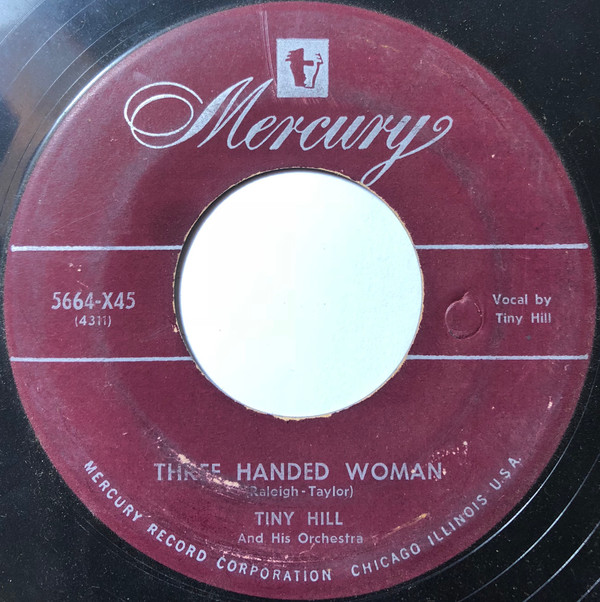 Mercury
5664-X45
(4311)
Vocal by
Tiny Hill
THREE HANDED WOMAN
(Raleigh-Taylor)
TINY HILL
And His Orchestra
MERCURY RECORD CORPORATION CHICAGO ILLINOIS U.S.A.